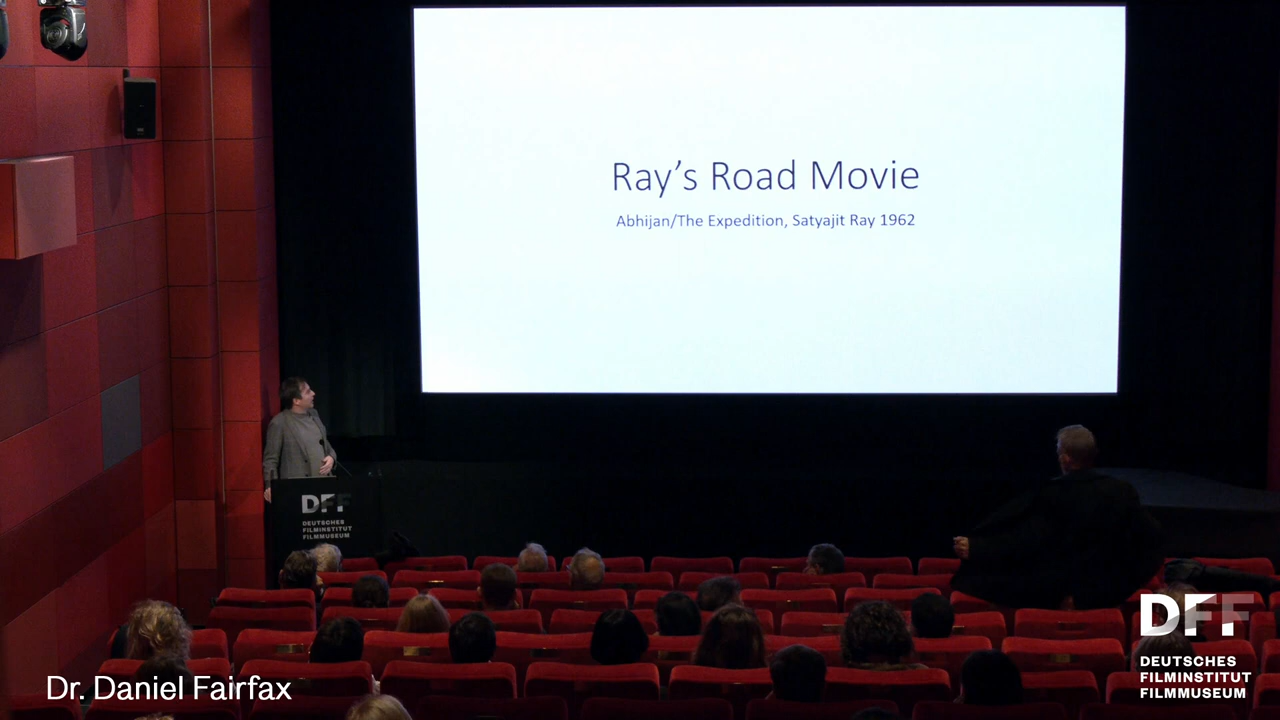 Ray's Road Movie
Abhijan/The Expedition, Satyajit Ray 1962
DFF
DEUTSCHES
FILMINSTITUT
FILMMUSEUM
Dr. Daniel Fairfax
DFF
DEUTSCHES
FILMINSTITUT
FILMMUSEUM